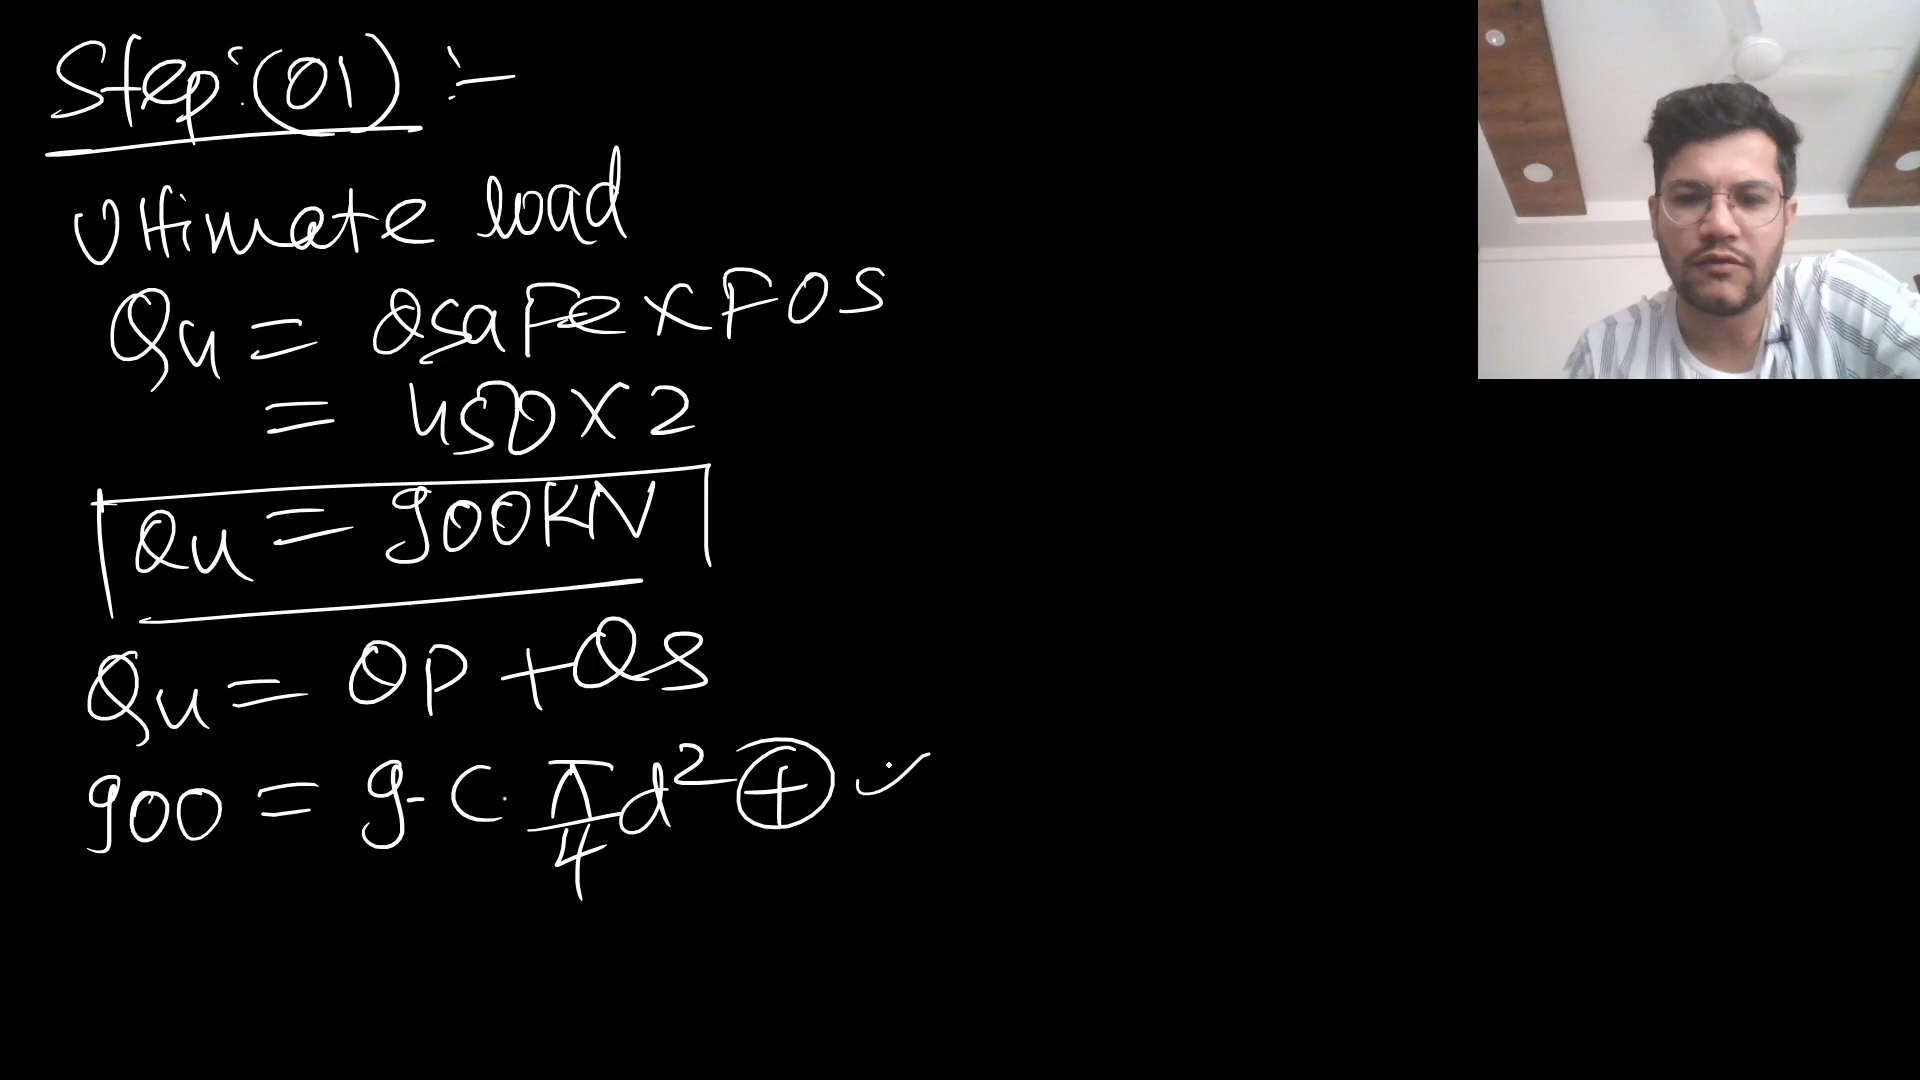 Step:(01) :-
Ultimate load
Qu = Qsafe x FOS
= 450 x 2
Qu = 900KN
Qu = QP + QS
900 = 9-C. π/4 d² +